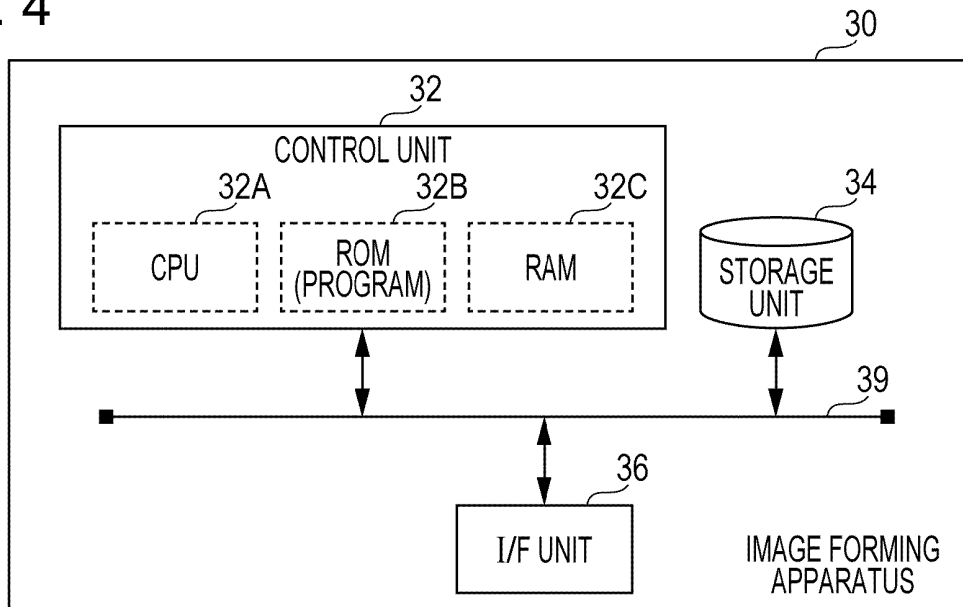 . 4
30
32
CONTROL UNIT
32A
32B
32C
34
CPU
ROM
(PROGRAM)
RAM
STORAGE
UNIT
39
36
I/F UNIT
IMAGE FORMING
APPARATUS